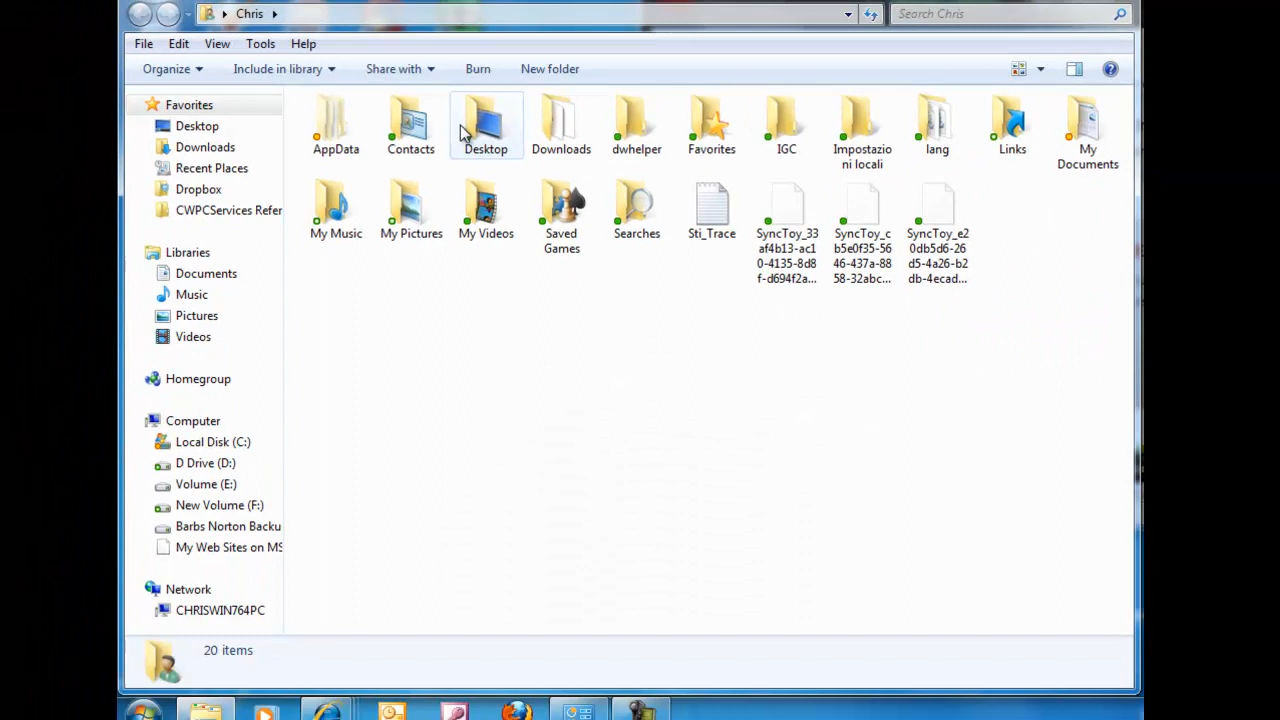 Chris
Search Chris
File Edit View Tools Help
Organize Include in library Share with Burn New folder
Favorites
Desktop
Downloads
Recent Places
Dropbox
CWPCServices Refer
Libraries
Documents
Music
Pictures
Videos
Homegroup
Computer
Local Disk (C:)
D Drive (D:)
Volume (E:)
New Volume (F:)
Barbs Norton Backu
My Web Sites on MS
Network
CHRISWIN764PC
AppData
Contacts
Desktop
Downloads
dwhelper
Favorites
IGC
Impostazio
ni locali
lang
Links
My
Documents
My Music
My Pictures
My Videos
Saved
Games
Searches
Sti_Trace
SyncToy_33
af4b13-ac1
0-4135-8d8
f-d694f2a...
SyncToy_c
b5e0f35-56
46-437a-88
58-32abc...
SyncToy_e2
0db5d6-26
d5-4a26-b2
db-4ecad...
20 items